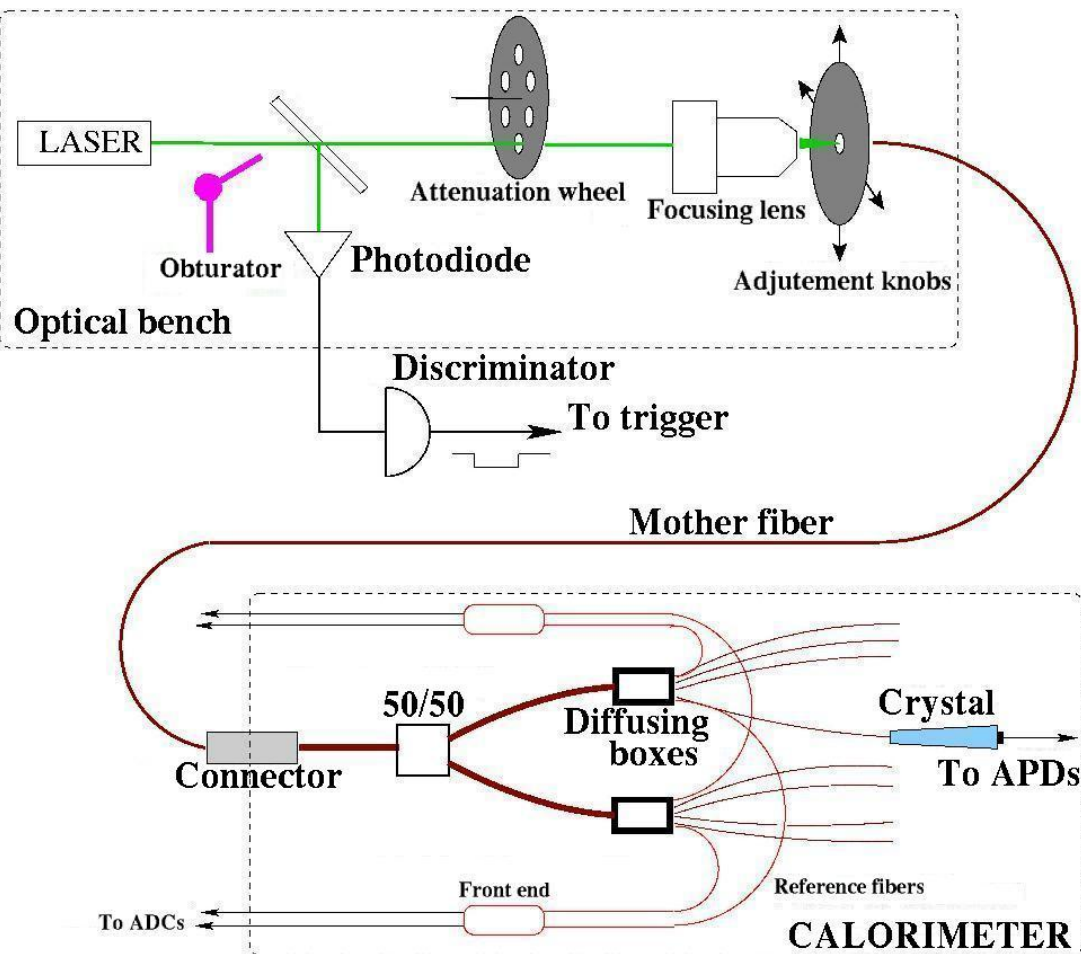 LASER
Attenuation wheel
Focusing lens
Obturator
Photodiode
Adjutement knobs
Optical bench
Discriminator
To trigger
Mother fiber
50/50
Crystal
Diffusing
boxes
Connector
To APDs
Front end
Reference fibers
To ADCs
CALORIMETER